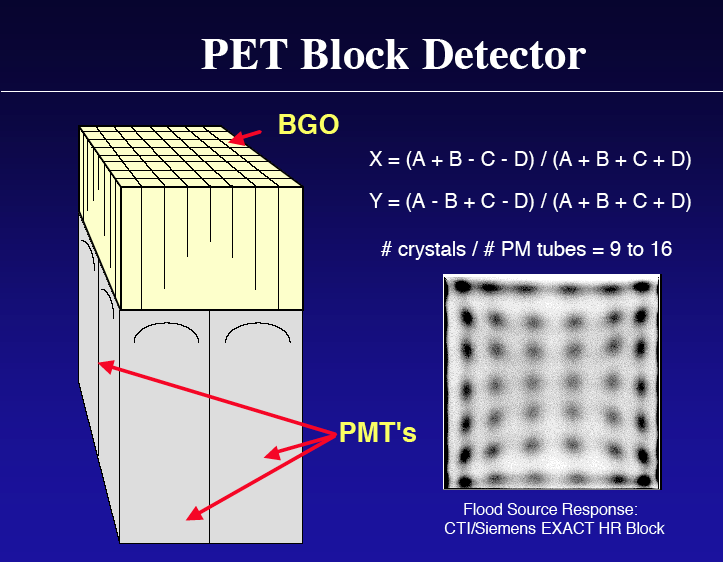 PET Block Detector
BGO
X = (A + B - C - D) / (A + B + C + D)
Y = (A - B + C - D) / (A + B + C + D)
# crystals / # PM tubes = 9 to 16
PMT's
Flood Source Response:
CTI/Siemens EXACT HR Block